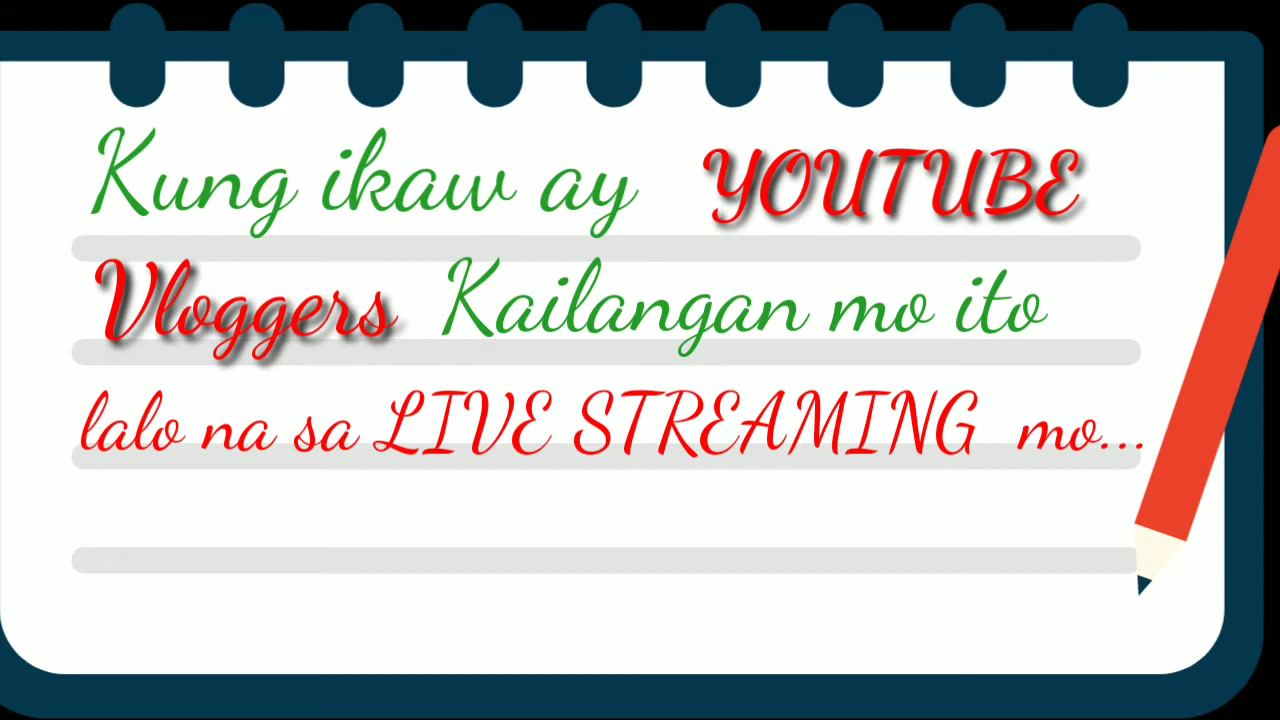 Kung ikaw ay YOUTUBE
Vloggers Kailangan mo ito
lalo na sa LIVE STREAMING mo...